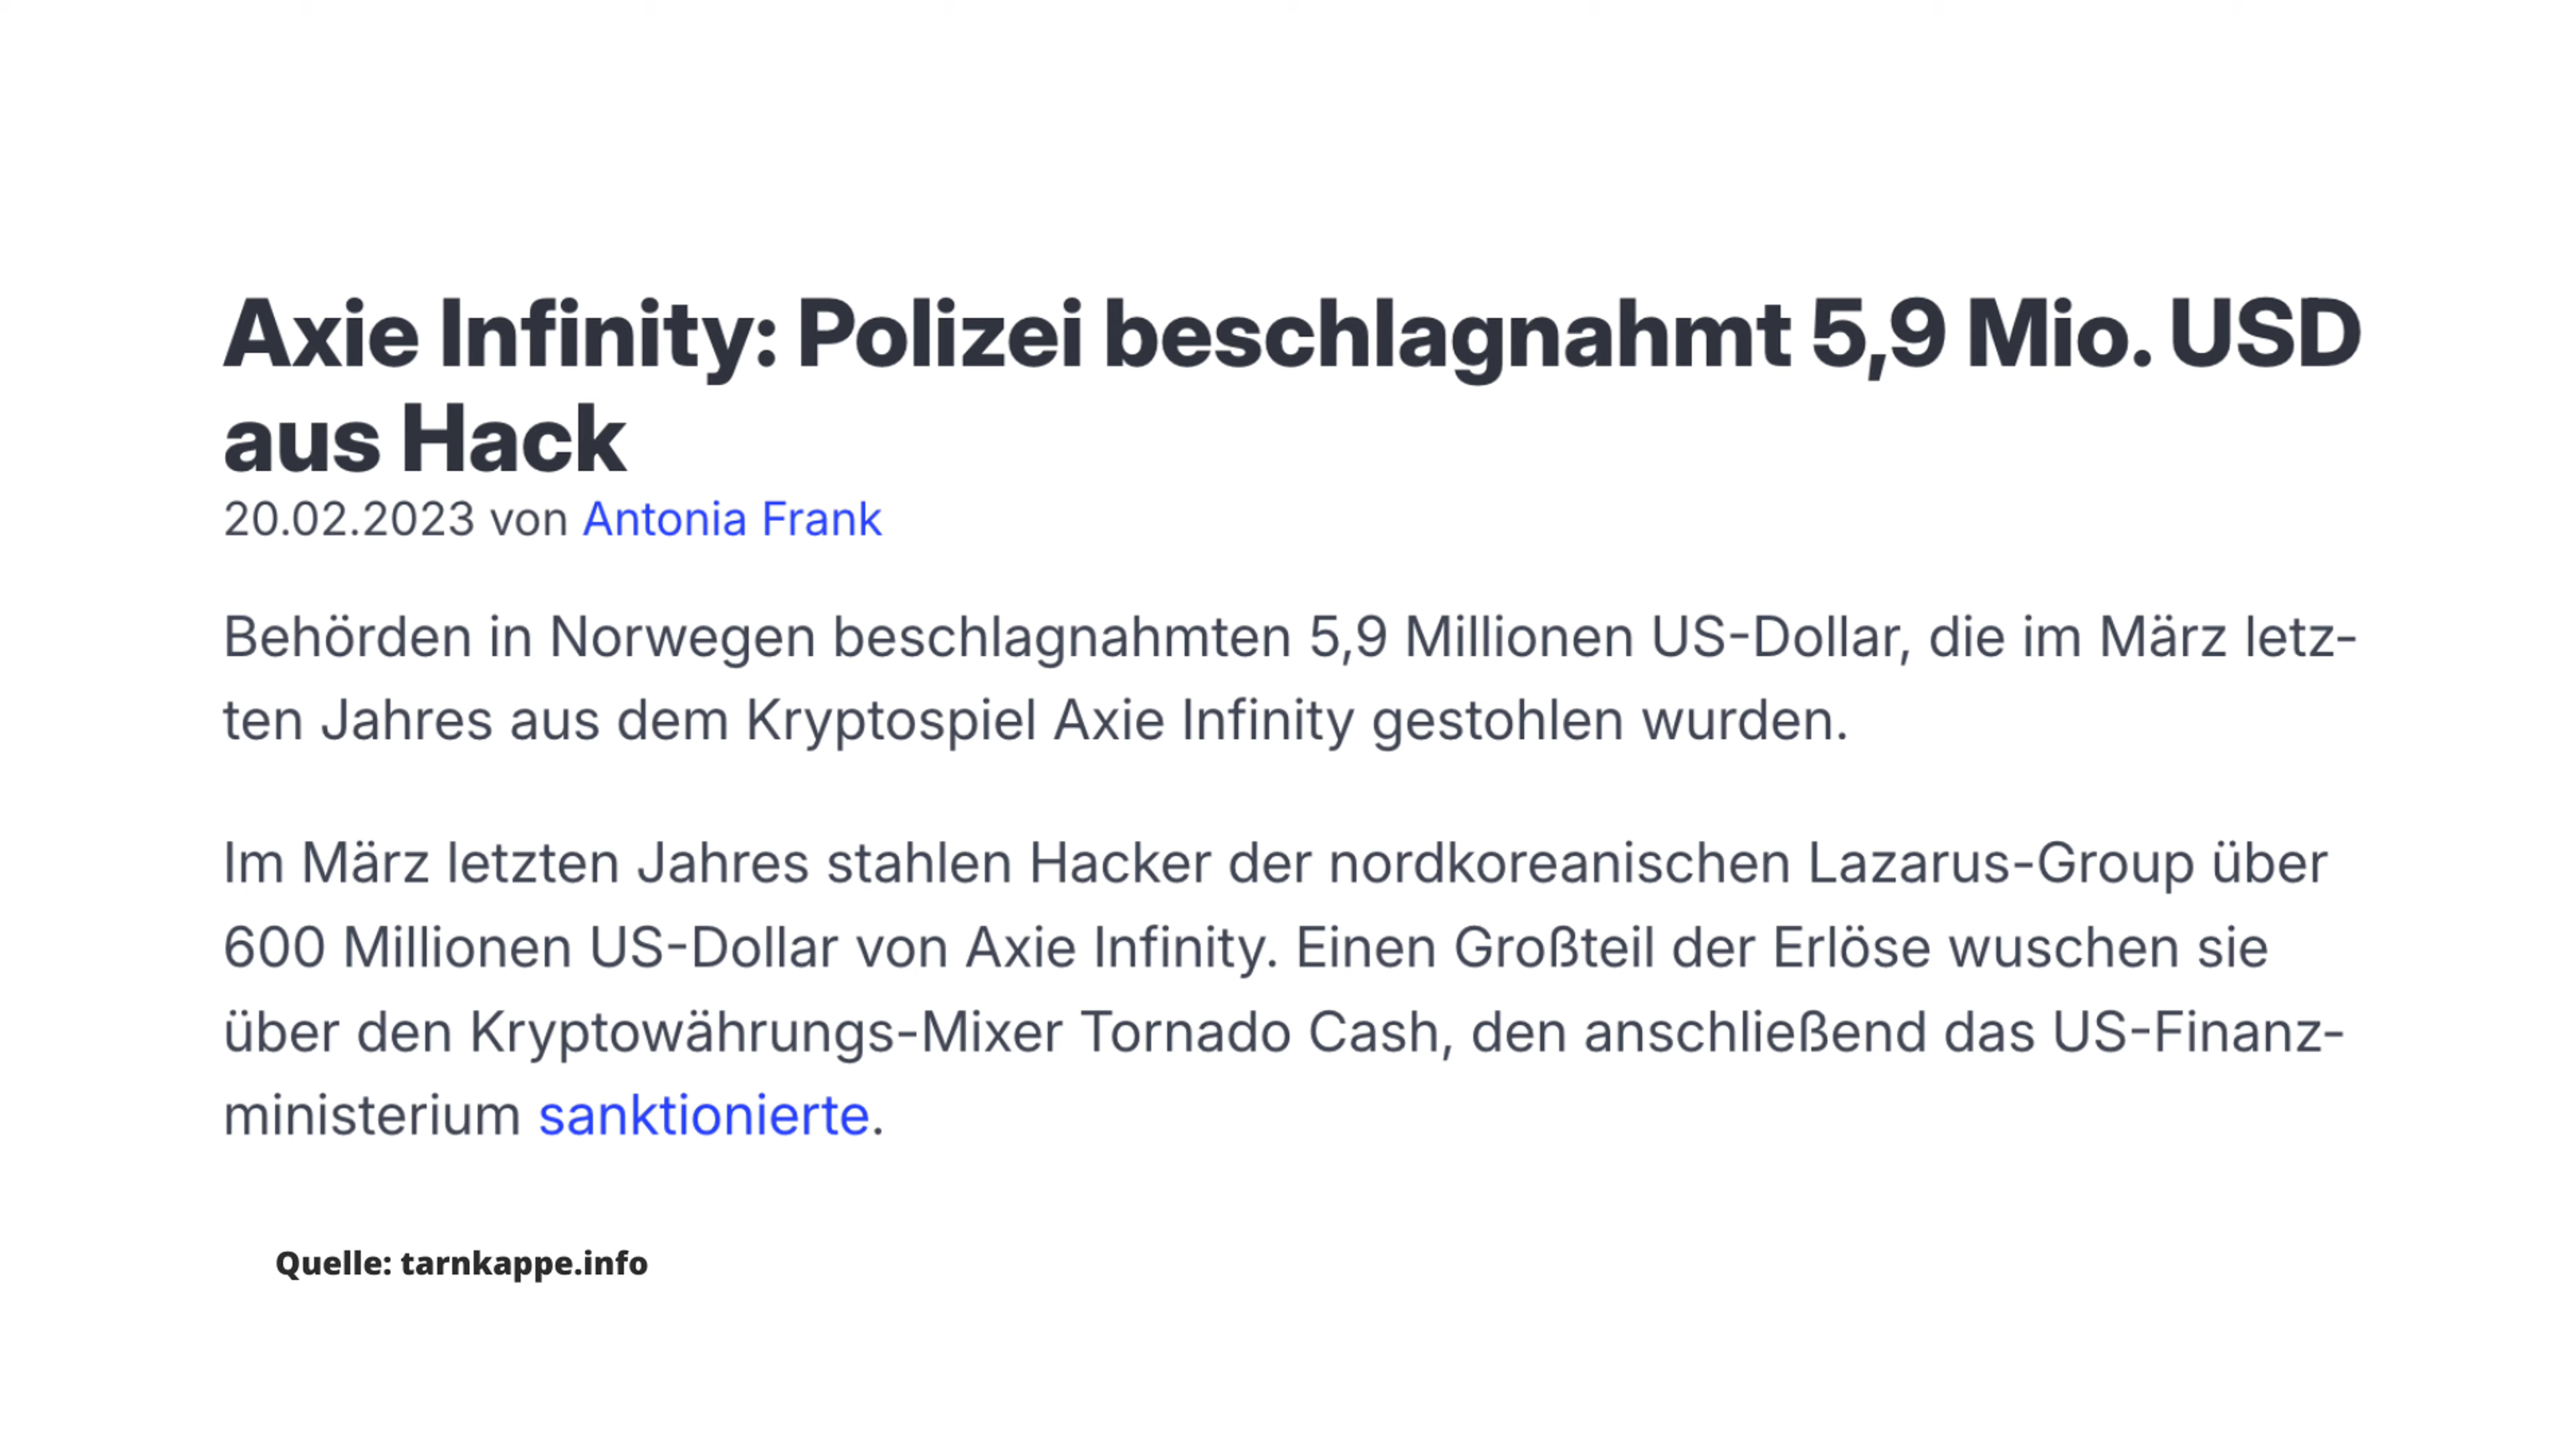 Axie Infinity: Polizei beschlagnahmt 5,9 Mio. USD
aus Hack
20.02.2023 von Antonia Frank
Behörden in Norwegen beschlagnahmten 5,9 Millionen US-Dollar, die im März letz-
ten Jahres aus dem Kryptospiel Axie Infinity gestohlen wurden.
Im März letzten Jahres stahlen Hacker der nordkoreanischen Lazarus-Group über
600 Millionen US-Dollar von Axie Infinity. Einen Großteil der Erlöse wuschen sie
über den Kryptowährungs-Mixer Tornado Cash, den anschließend das US-Finanz-
ministerium sanktionierte.
Quelle: tarnkappe.info